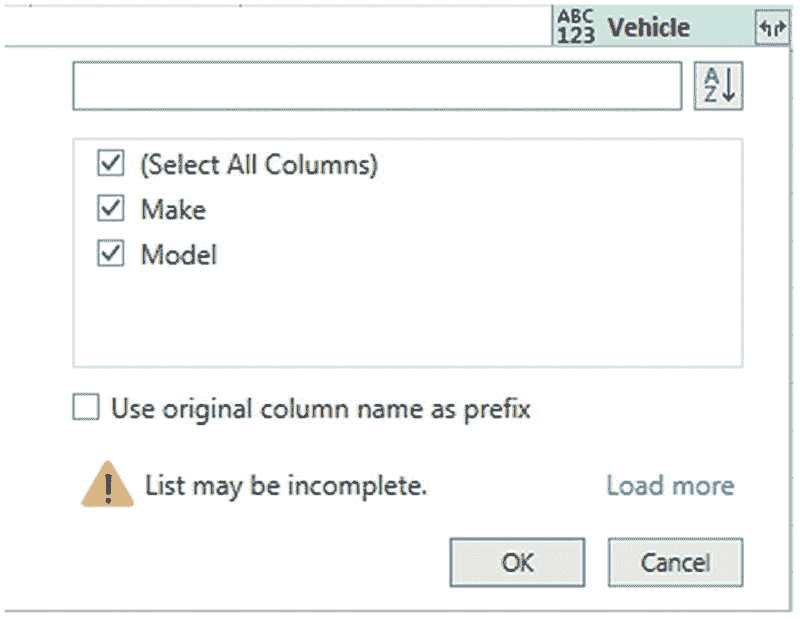 ABC
123 Vehicle
A
Z
(Select All Columns)
Make
Model
Use original column name as prefix
! List may be incomplete. Load more
OK Cancel